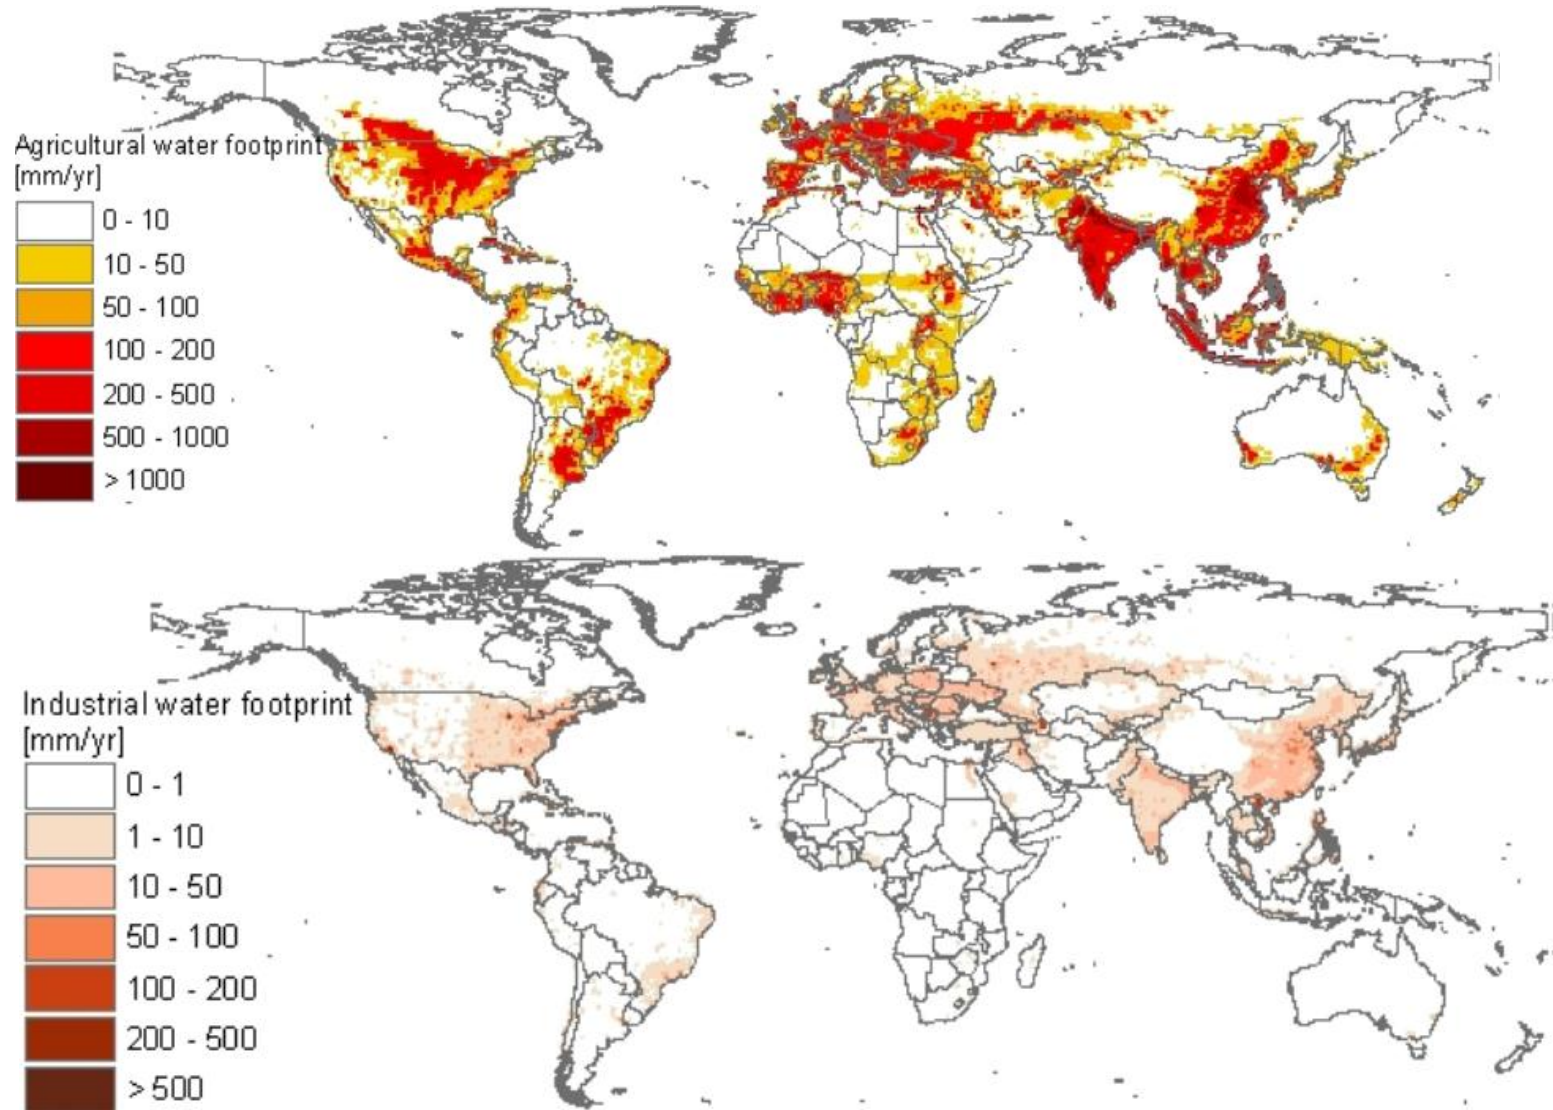 Agricultural water footprint
[mm/yr]
0 - 10
10 - 50
50 - 100
100 - 200
200 - 500
500 - 1000
> 1000
Industrial water footprint
[mm/yr]
0 - 1
1 - 10
10 - 50
50 - 100
100 - 200
200 - 500
> 500